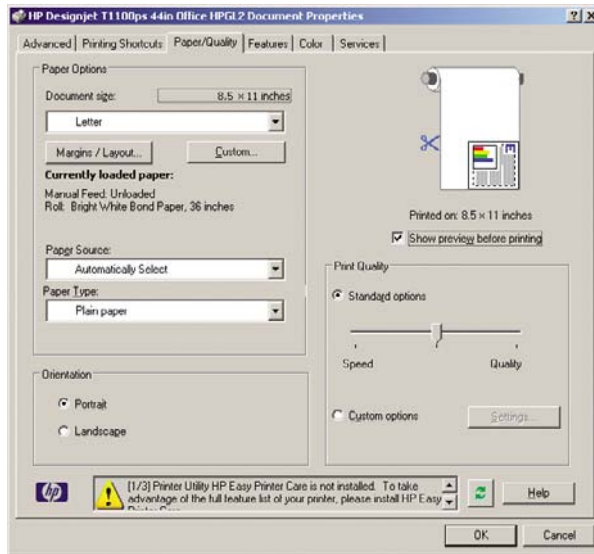 HP Designjet T1100ps 44in Office HPGL2 Document Properties
Advanced
Printing Shortcuts
Paper/Quality
Features
Color
Services
Paper Options
Document size:
8.5 × 11 inches
Letter
Margins / Layout...
Custom...
Currently loaded paper:
Manual Feed: Unloaded
Roll: Bright White Bond Paper, 36 inches
Paper Source:
Automatically Select
Paper Type:
Plain paper
Orientation
Portrait
Landscape
Printed on: 8.5 × 11 inches
Show preview before printing
Print Quality
Standard options
Speed
Quality
Custom options
Settings...
hp
[1/3] Printer Utility HP Easy Printer Care is not installed. To take
advantage of the full feature list of your printer, please install HP Easy
Help
OK
Cancel